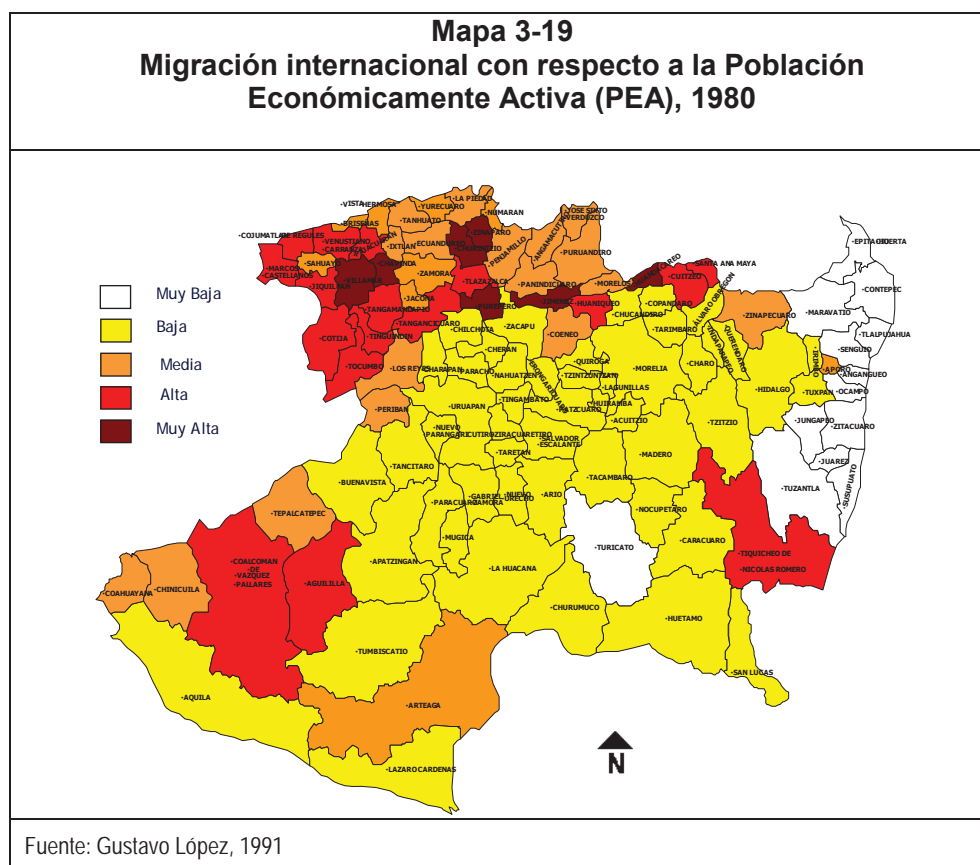 Mapa 3-19
Migración internacional con respecto a la Población
Económicamente Activa (PEA), 1980
Muy Baja
Baja
Media
Alta
Muy Alta
·LA PIEDAD
·VISTA HERMOSA
·YURECUARO
·NUMARAN
·JOSE SIXTO
VERDUZCO
·BRISEÑAS
·TANHUATO
·ZINAPARO
·COJUMATLA DE REGULES
·VENUSTIANO
CARRANZA
·IXTLAN
·ECUANDUREO
·CHURINTZIO
·PENJAMILLO
·ANGAMACUTIRO
·PURUANDIRO
·EPITACIO HUERTA
·MARCOS
CASTELLANOS
·SAHUAYO
·VILLAMAR
·CHAVINDA
·ZAMORA
·SANTA ANA MAYA
·CUITZEO
·CONTEPEC
·JIQUILPAN
·TLAZAZALCA
·PANINDICUARO
·MORELOS
·JACONA
·PUREPERO
·JIMENEZ
·HUANIQUEO
·COPANDARO
·ALVARO OBREGON
·ZINAPECUARO
·MARAVATIO
·TANGAMANDAPIO
·CHUCANDIRO
·TANGANCICUARO
·CHILCHOTA
·ZACAPU
·COENEO
·TARIMBARO
·INDAPARAPEO
·QUERENDARO
·TLALPUJAHUA
·COTIJA
·TINGUINDIN
·SENGUIO
·CHERAN
·TOCUMBO
·LOS REYES
·CHARAPAN
·PARACHO
·NAHUATZEN
·ERONGARICUARO
·QUIROGA
·TZINTZUNTZAN
·MORELIA
·CHARO
·IRIMBO
·APORO
·ANGANGUEO
·LAGUNILLAS
·HIDALGO
·TUXPAN
·OCAMPO
·PERIBAN
·URUAPAN
·TINGAMBATO
·PATZCUARO
·HUIRAMBA
·ACUITZIO
·TZITZIO
·JUNGAPEO
·ZITACUARO
·NUEVO
PARANGARICUTIRO
·ZIRACUARETIRO
·SALVADOR
ESCALANTE
·TARETAN
·MADERO
·JUAREZ
·SUSUPUATO
·TANCITARO
·BUENAVISTA
·TACAMBARO
·TUZANTLA
·TEPALCATEPEC
·PARACUARO
·GABRIEL
ZAMORA
·NUEVO
URECHO
·ARIO
·NOCUPETARO
·MUGICA
·TURICATO
·CARACUARO
·TIQUICHEO DE
·NICOLAS ROMERO
·COALCOMAN
·DE
·VAZQUEZ
·PALLARES
·AGUILILLA
·APATZINGAN
·LA HUACANA
·COAHUAYANA
·CHINICUILA
·CHURUMUCO
·HUETAMO
·TUMBISCATIO
·SAN LUCAS
·AQUILA
·ARTEAGA
·LAZARO CARDENAS
N
Fuente: Gustavo López, 1991